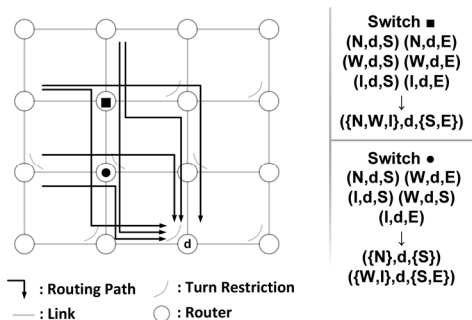 d
Switch ■
(N,d,S) (N,d,E)
(W,d,S) (W,d,E)
(I,d,S) (I,d,E)
↓
({N,W,I},d,{S,E})
Switch ●
(N,d,S) (W,d,E)
(I,d,S) (W,d,S)
(I,d,E)
↓
({N},d,{S})
({W,I},d,{S,E})
: Routing Path
: Turn Restriction
: Link
: Router